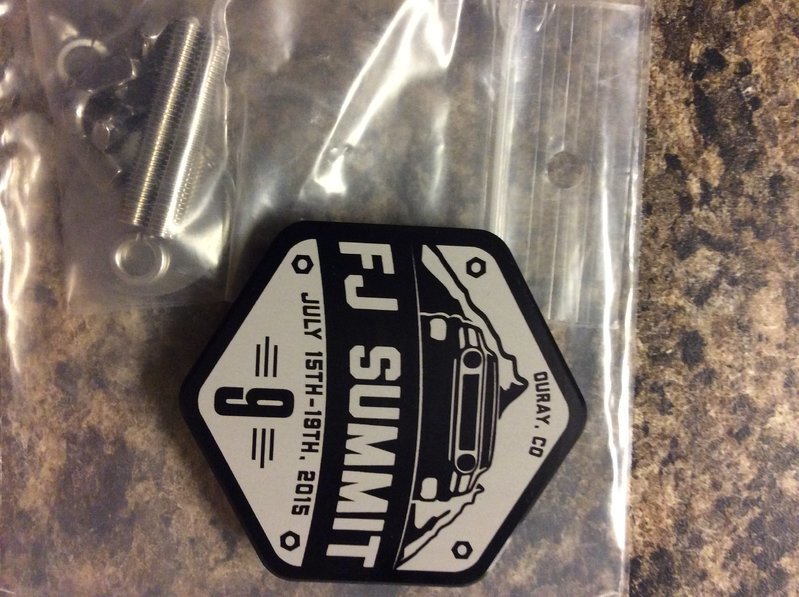 OURAY, CO
FJ SUMMIT
JULY 15TH-19TH, 2015
9